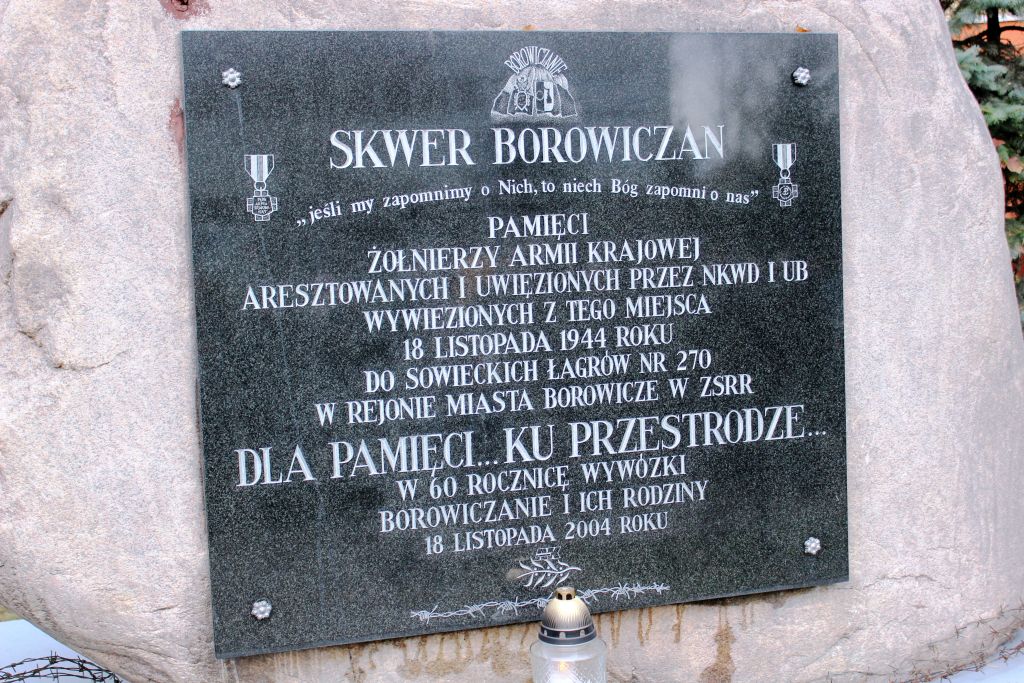 BOROWICZANIE
SKWER BOROWICZAN
„jeśli my zapomnimy o Nich, to niech Bóg zapomni o nas”
PAMIĘCI
ŻOŁNIERZY ARMII KRAJOWEJ
ARESZTOWANYCH I UWIĘZIONYCH PRZEZ NKWD I UB
WYWIEZIONYCH Z TEGO MIEJSCA
18 LISTOPADA 1944 ROKU
DO SOWIECKICH ŁAGRÓW NR 270
W REJONIE MIASTA BOROWICZE W ZSRR
DLA PAMIĘCI...KU PRZESTRODZE...
W 60 ROCZNICĘ WYWÓZKI
BOROWICZANIE I ICH RODZINY
18 LISTOPADA 2004 ROKU